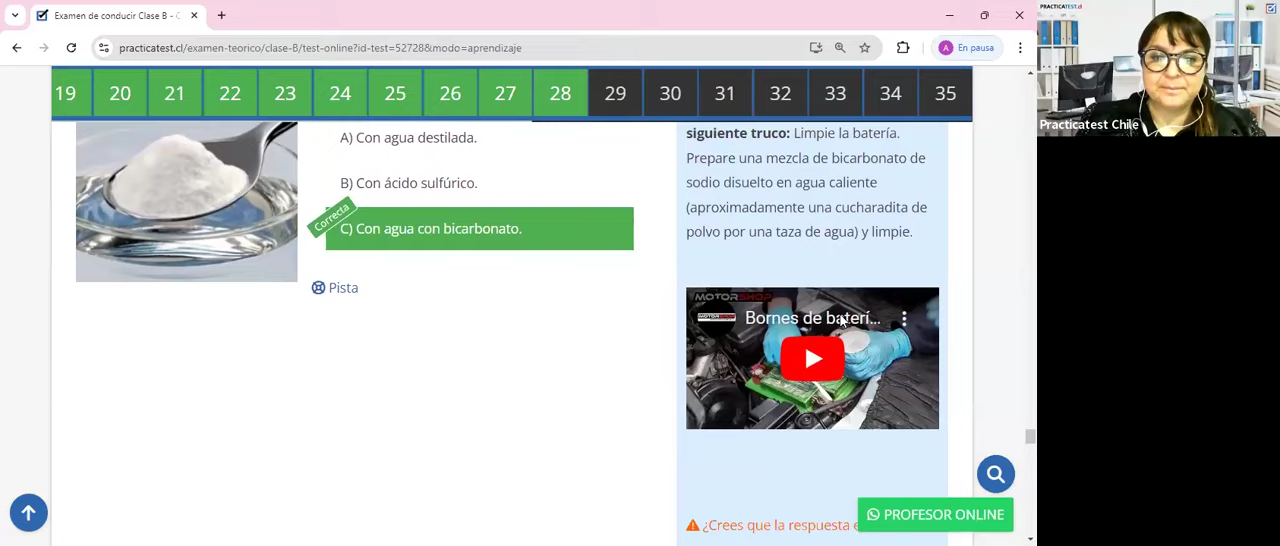 Examen de conducir Clase B - C
practicatest.cl/examen-teorico/clase-B/test-online?id-test=52728&modo=aprendizaje
A
En pausa
19 20 21 22 23 24 25 26 27 28 29 30 31 32 33 34 35
A) Con agua destilada.
B) Con ácido sulfúrico.
Correcta
C) Con agua con bicarbonato.
Pista
siguiente truco: Limpie la batería.
Prepare una mezcla de bicarbonato de
sodio disuelto en agua caliente
(aproximadamente una cucharadita de
polvo por una taza de agua) y limpie.
MOTORSHOP
MOTORSHOP
Bornes de baterí...
¿Crees que la respuesta e
PROFESOR ONLINE
PRACTICATEST.cl
Practicatest Chile